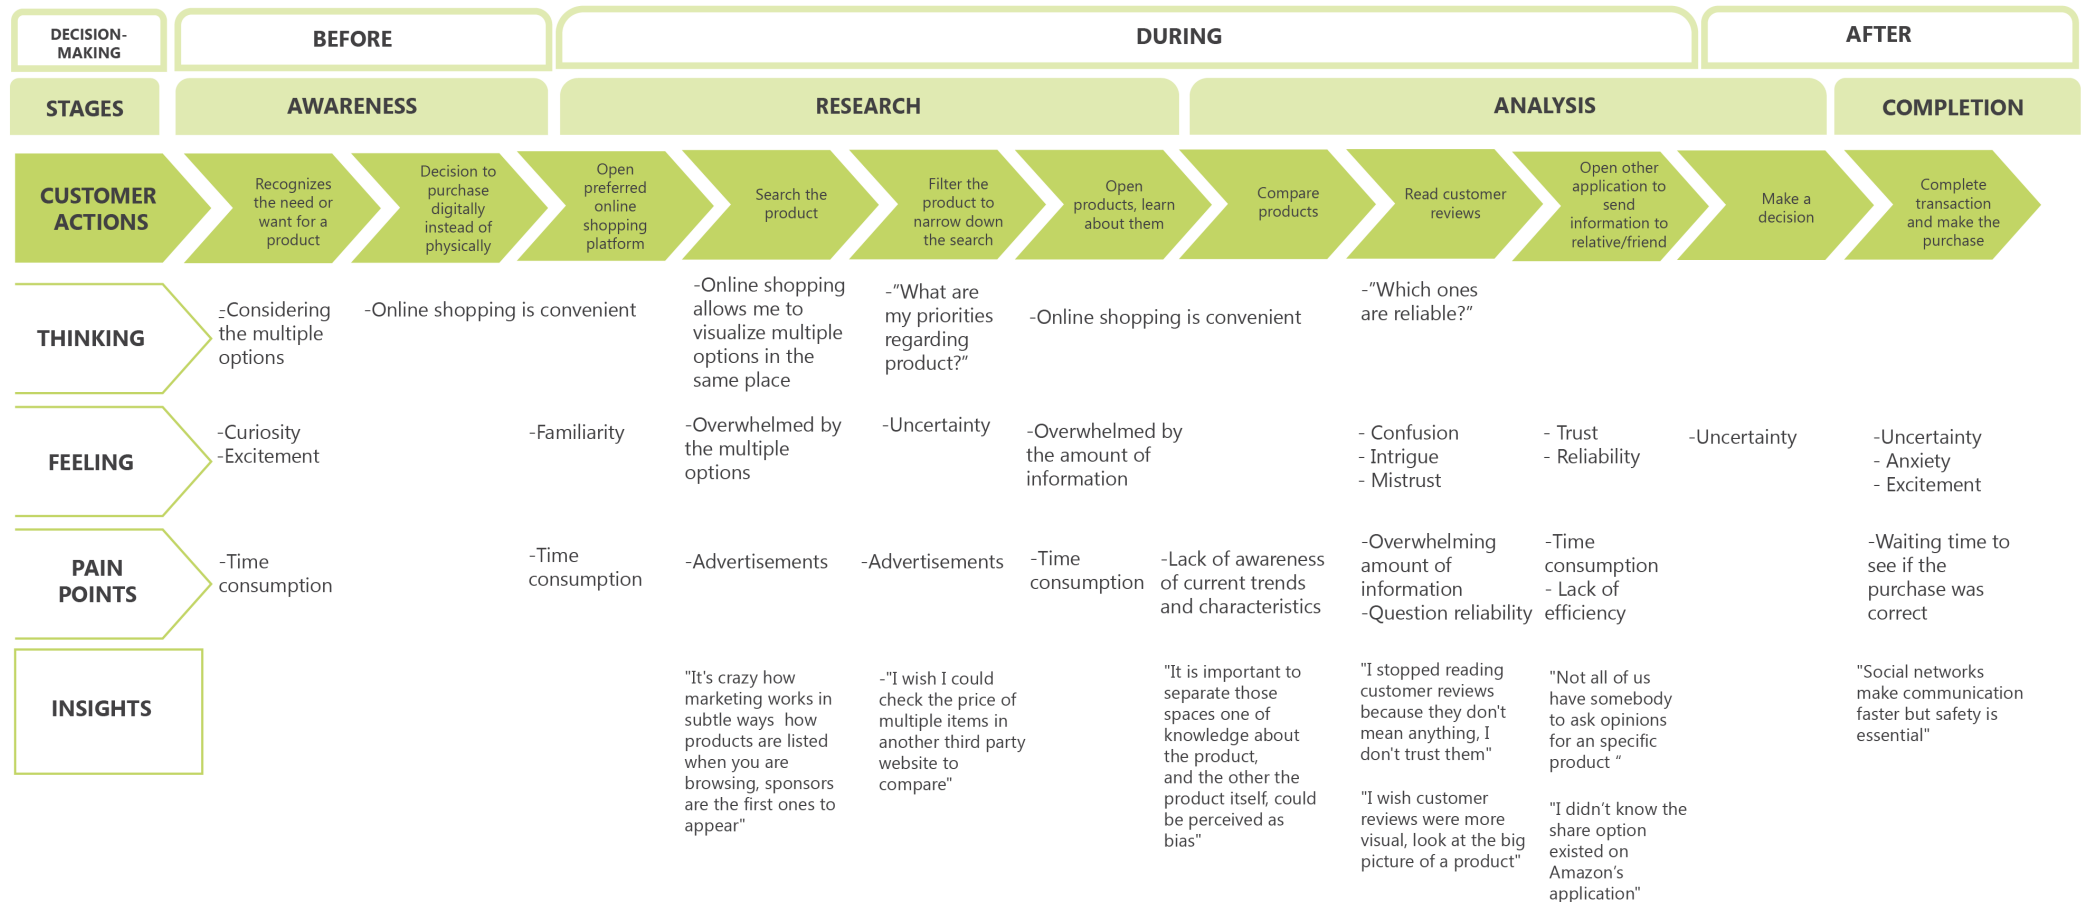 DECISION-
MAKING
BEFORE
DURING
AFTER
STAGES
AWARENESS
RESEARCH
ANALYSIS
COMPLETION
CUSTOMER
ACTIONS
Recognizes
the need or
want for a
product
Decision to
purchase
digitally
instead of
physically
Open
preferred
online
shopping
platform
Search the
product
Filter the
product to
narrow down
the search
Open
products, learn
about them
Compare
products
Read customer
reviews
Open other
application to
send
information to
relative/friend
Make a
decision
Complete
transaction
and make the
purchase
THINKING
-Considering
the multiple
options
-Online shopping is convenient
-Online shopping
allows me to
visualize multiple
options in the
same place
-”What are
my priorities
regarding
product?”
-Online shopping is convenient
-”Which ones
are reliable?”
FEELING
-Curiosity
-Excitement
-Familiarity
-Overwhelmed by
the multiple
options
-Uncertainty
-Overwhelmed by
the amount of
information
- Confusion
- Intrigue
- Mistrust
- Trust
- Reliability
-Uncertainty
-Uncertainty
- Anxiety
- Excitement
PAIN
POINTS
-Time
consumption
-Time
consumption
-Advertisements
-Advertisements
-Time
consumption
-Lack of awareness
of current trends
and characteristics
-Overwhelming
amount of
information
-Question reliability
-Time
consumption
- Lack of
efficiency
-Waiting time to
see if the
purchase was
correct
INSIGHTS
"It's crazy how
marketing works in
subtle ways  how
products are listed
when you are
browsing, sponsors
are the first ones to
appear"
-"I wish I could
check the price of
multiple items in
another third party
website to
compare"
"It is important to
separate those
spaces one of
knowledge about
the product,
and the other the
product itself, could
be perceived as
bias"
"I stopped reading
customer reviews
because they don't
mean anything, I
don't trust them"
"I wish customer
reviews were more
visual, look at the big
picture of a product"
"Not all of us
have somebody
to ask opinions
for an specific
product “
"I didn’t know the
share option
existed on
Amazon’s
application"
"Social networks
make communication
faster but safety is
essential"